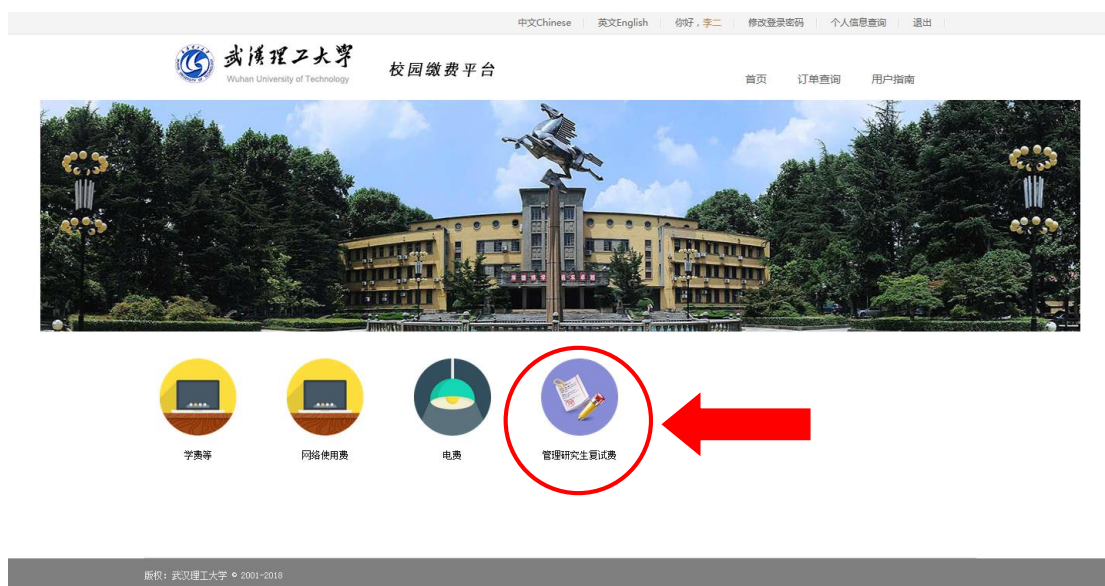 中文Chinese 英文English 你好，李二 修改登录密码 个人信息查询 退出
武汉理工大学
Wuhan University of Technology
校园缴费平台
首页 订单查询 用户指南
学费等 网络使用费 电费 管理研究生复试费
版权：武汉理工大学 © 2001-2018